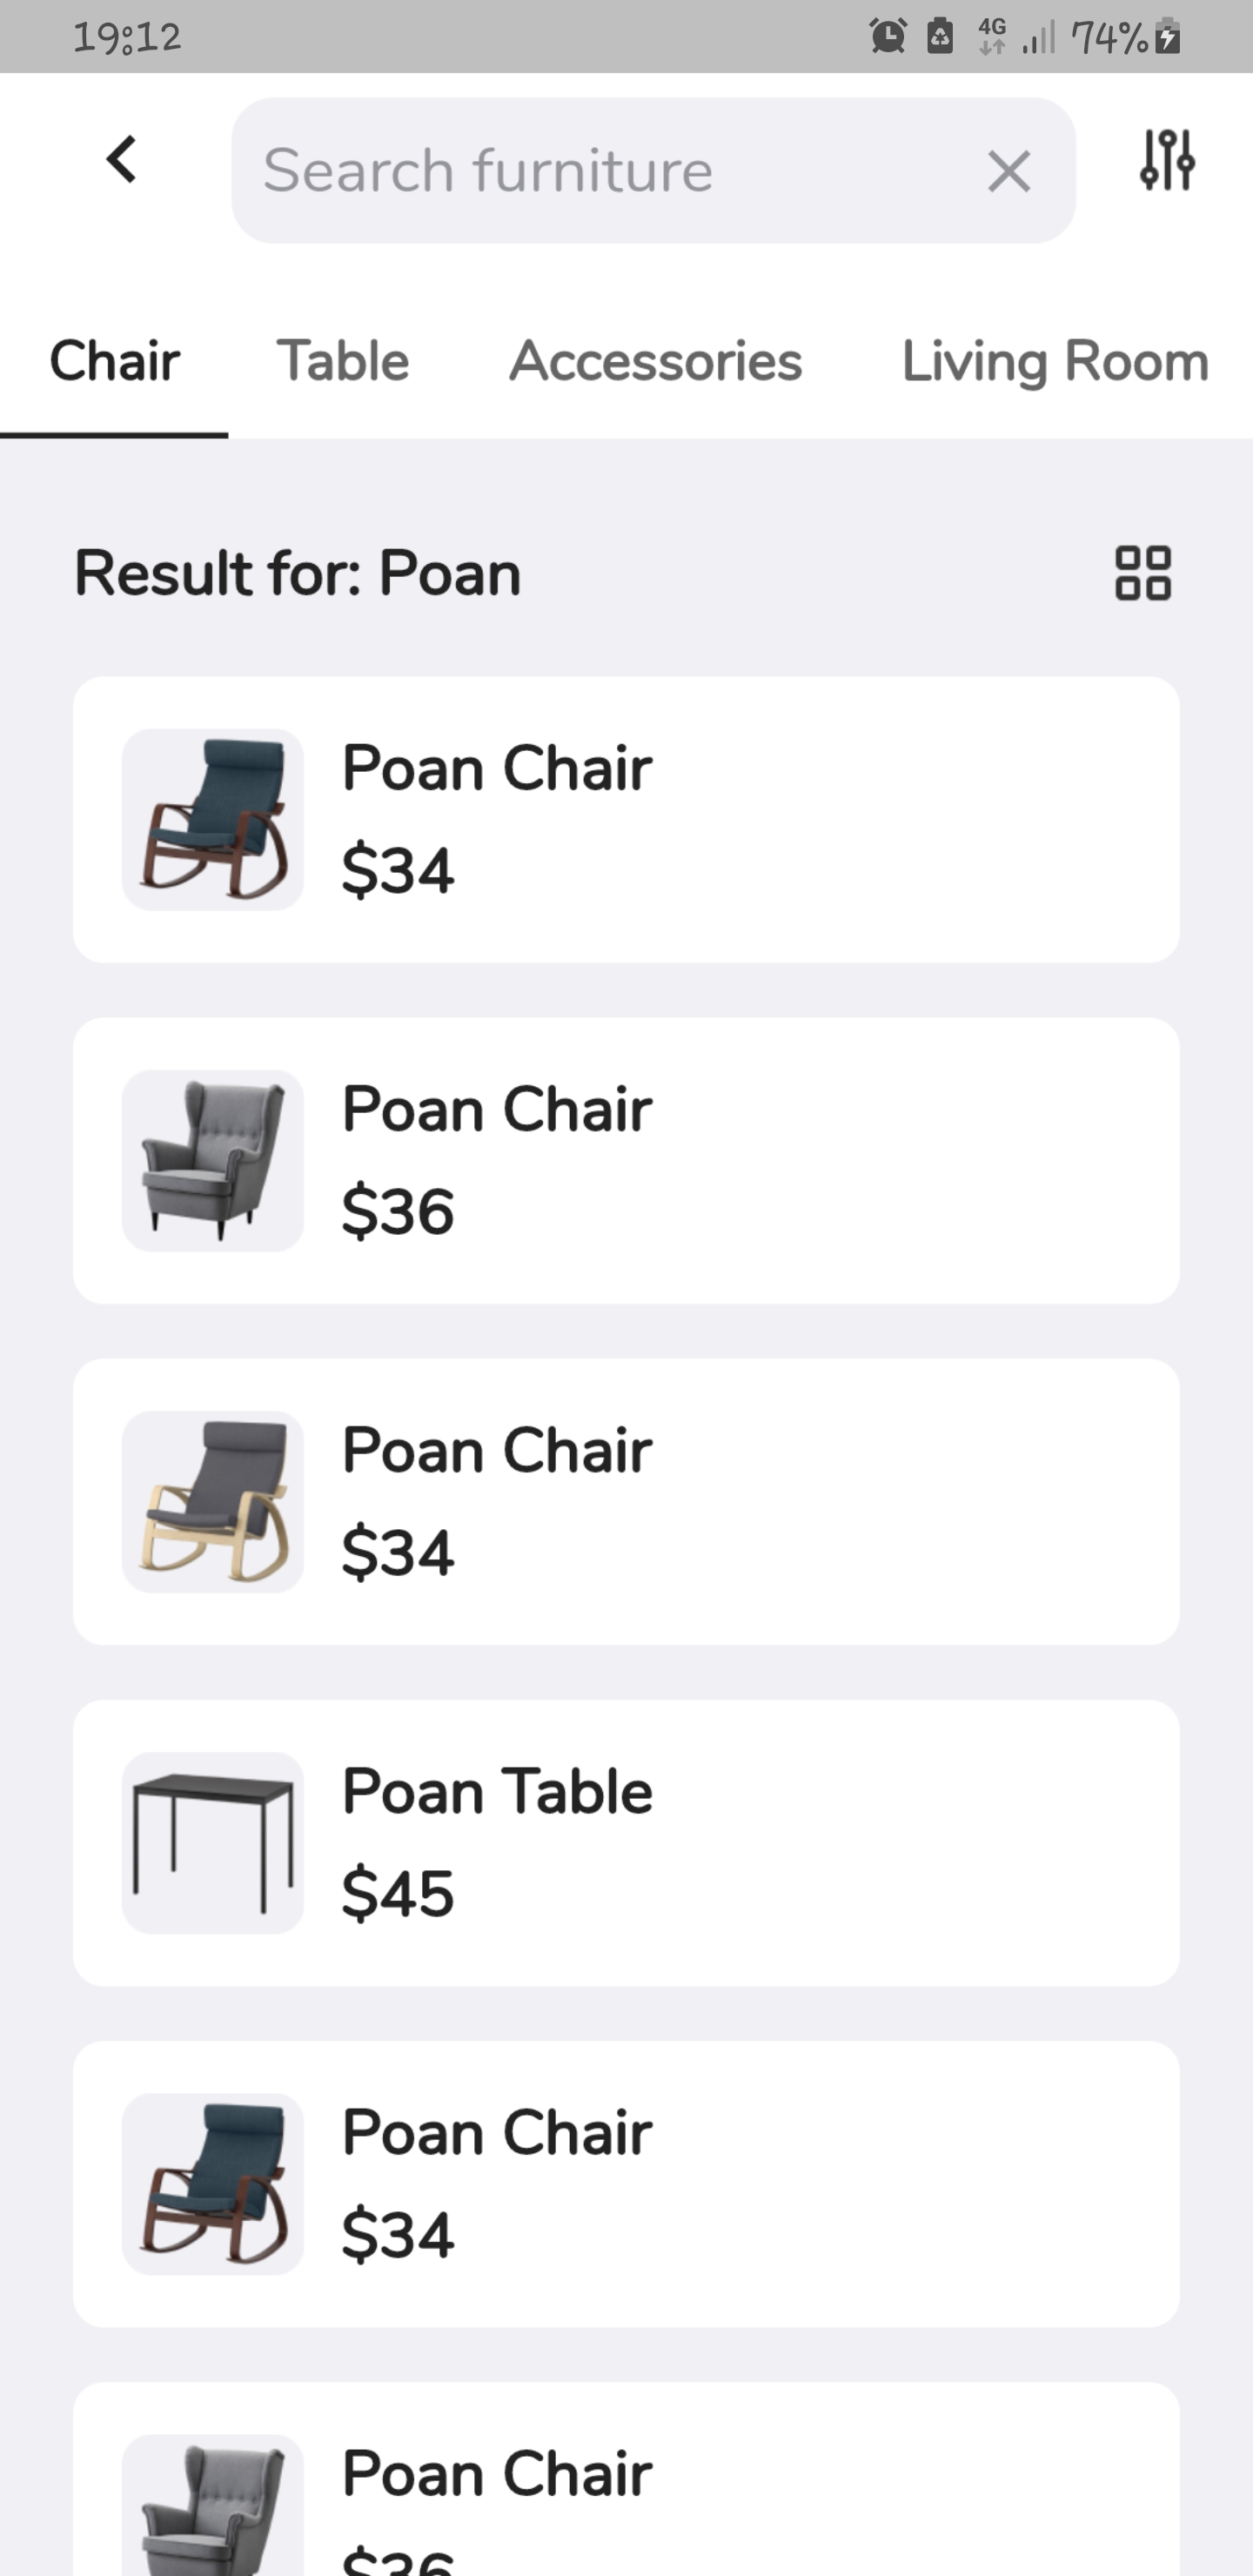 19:12 4G 74%
Search furniture
Chair Table Accessories Living Room
Result for: Poan
Poan Chair
$34
Poan Chair
$36
Poan Chair
$34
Poan Table
$45
Poan Chair
$34
Poan Chair
$36